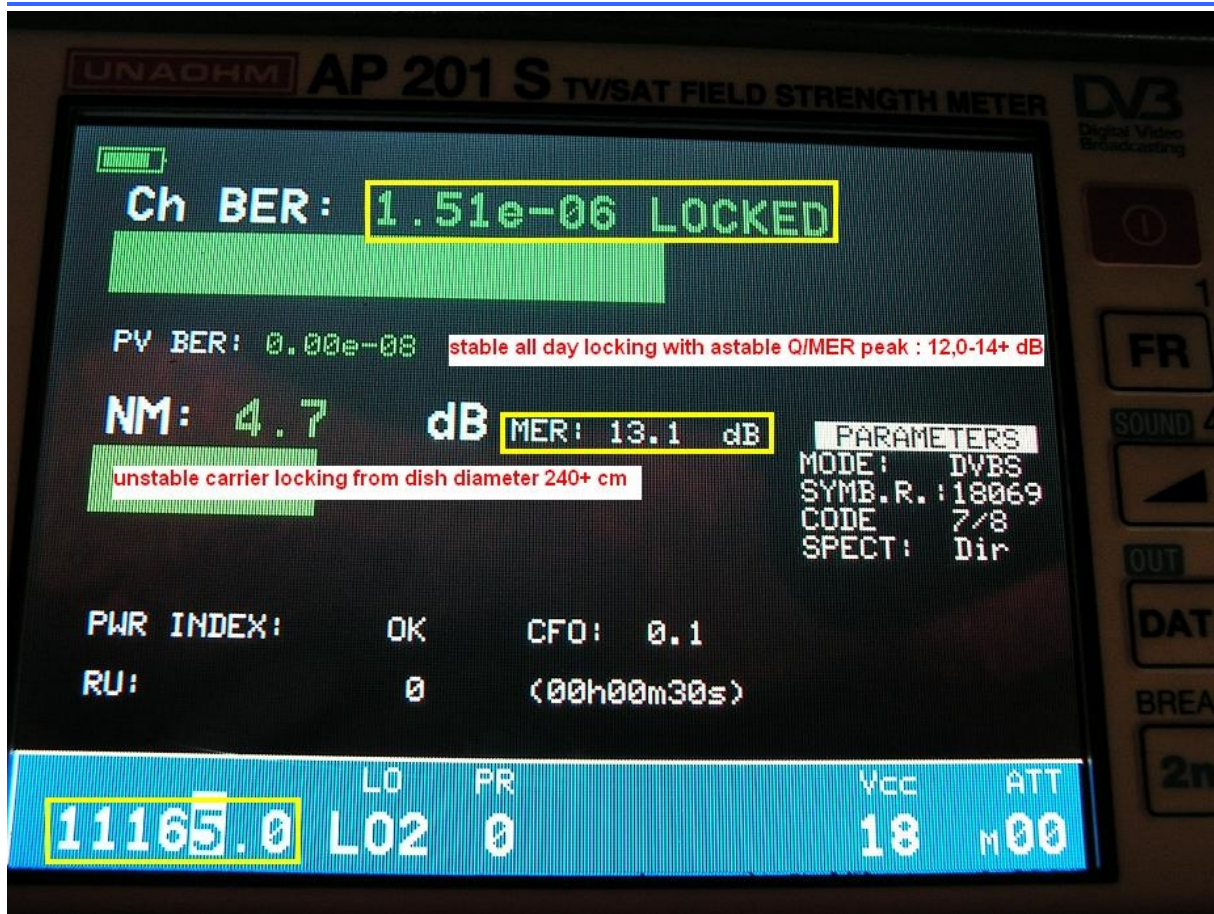 UNAOHM AP 201 S TV/SAT FIELD STRENGTH METER
DVB
Digital Video
Broadcasting
Ch BER: 1.51e-06 LOCKED
PV BER: 0.00e-08
stable all day locking with astable Q/MER peak : 12,0-14+ dB
NM: 4.7 dB MER: 13.1 dB
unstable carrier locking from dish diameter 240+ cm
PARAMETERS
MODE: DVBS
SYMB.R.:18069
CODE 7/8
SPECT: Dir
PWR INDEX: OK CFO: 0.1
RU: 0 (00h00m30s)
LO PR Vcc ATT
11165.0 LO2 0 18 M00
1
FR
SOUND 4
OUT
DAT
BREA
2n